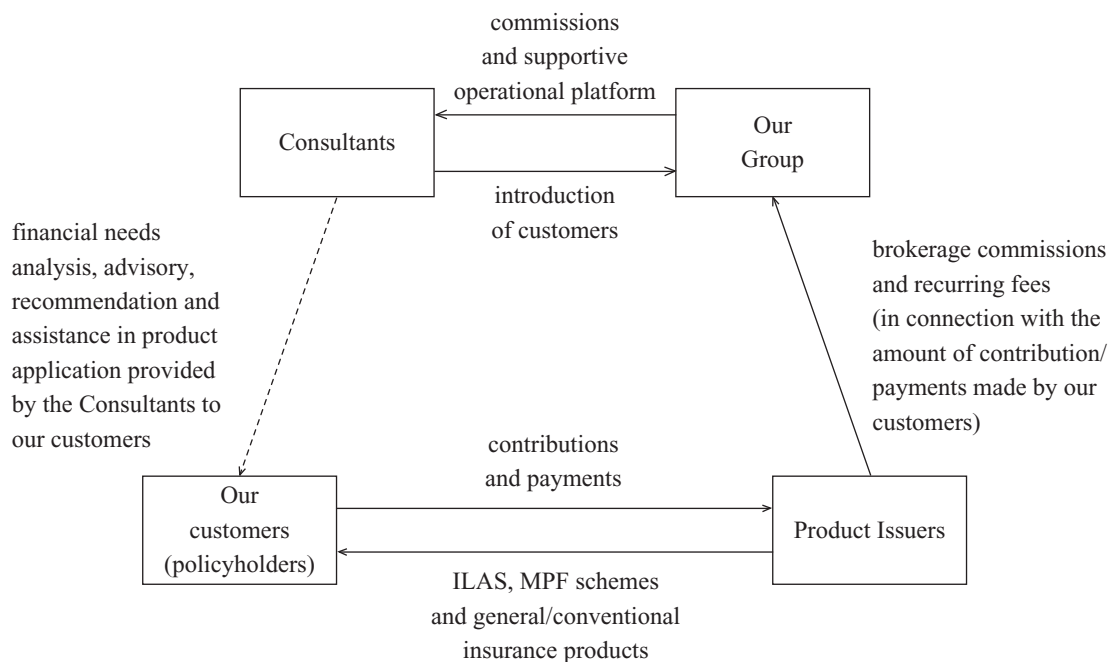 commissions
and supportive
operational platform
Consultants
Our
Group
introduction
of customers
financial needs
analysis, advisory,
recommendation and
assistance in product
application provided
by the Consultants to
our customers
brokerage commissions
and recurring fees
(in connection with the
amount of contribution/
payments made by our
customers)
contributions
and payments
Our
customers
(policyholders)
Product Issuers
ILAS, MPF schemes
and general/conventional
insurance products